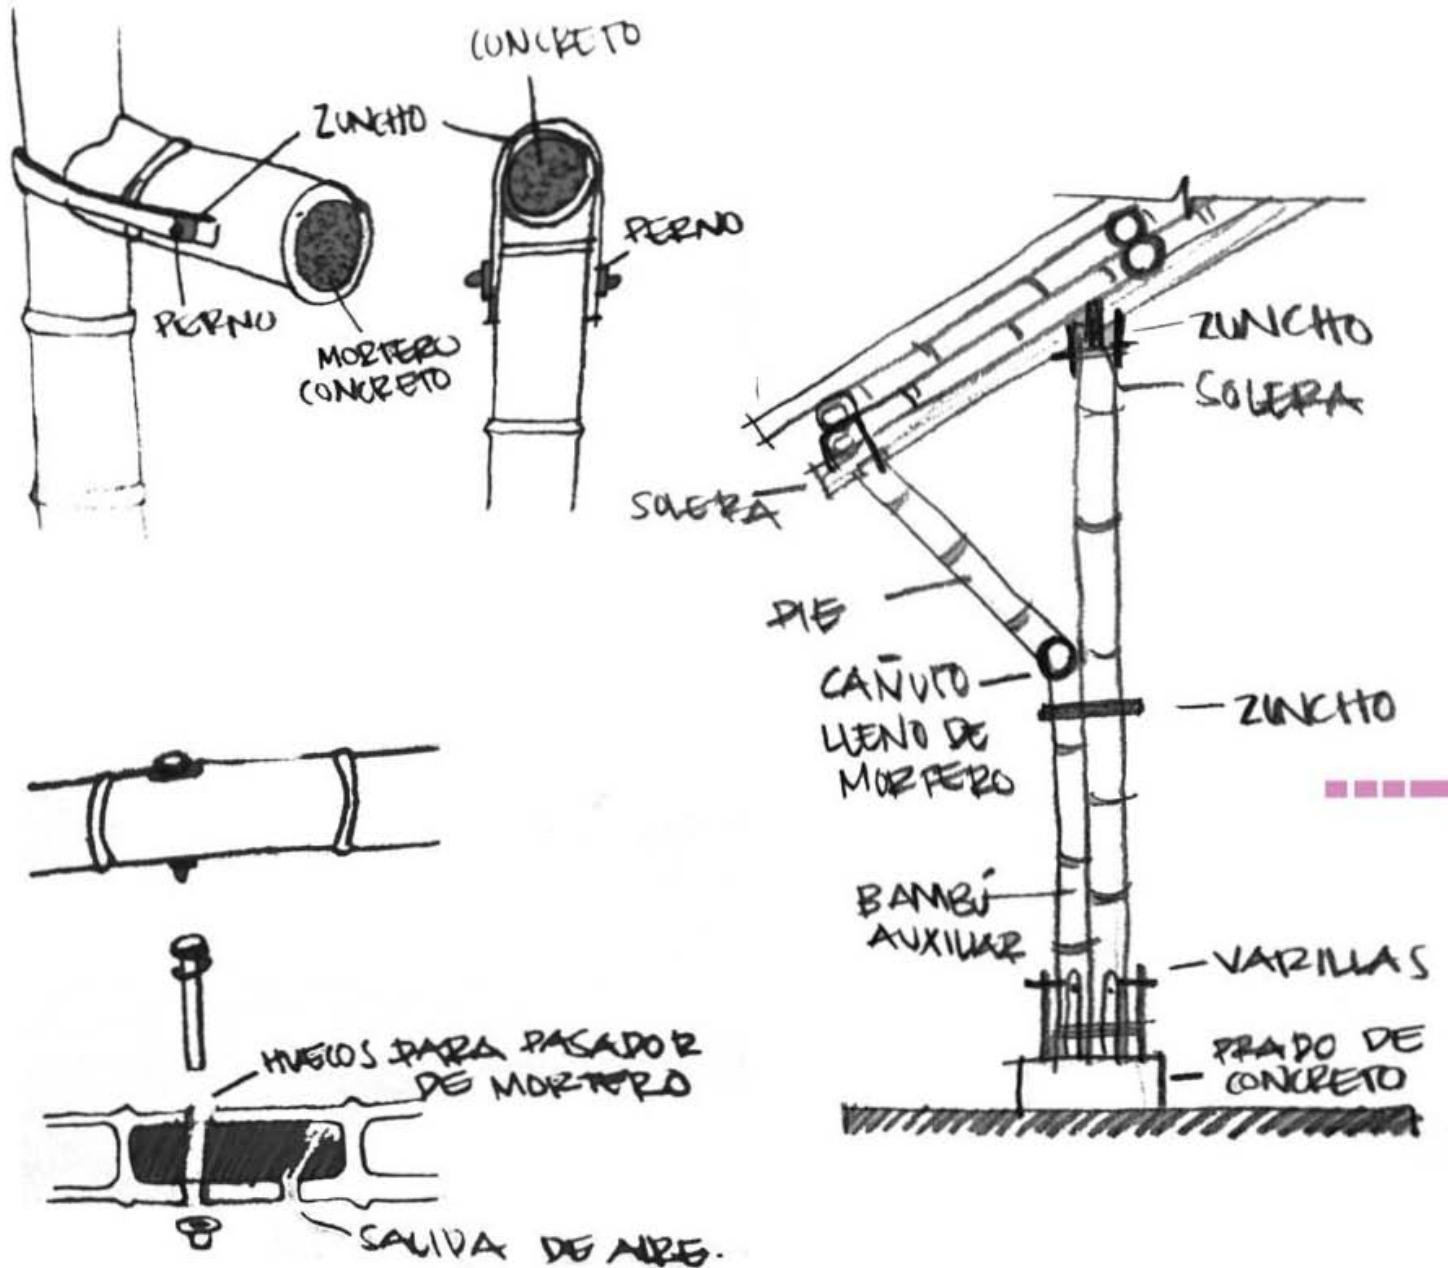 CONCRETO
ZUNCHO
PERNO
PERNO
MORTERO
CONCRETO
ZUNCHO
SOLERA
SOLERA
PIE
CAÑUTO
LLENO DE
MORTERO
ZUNCHO
BAMBÚ
AUXILIAR
VARILLAS
PRADO DE
CONCRETO
HUECOS PARA PASADOR
DE MORTERO
SALIDA DE AIRE.